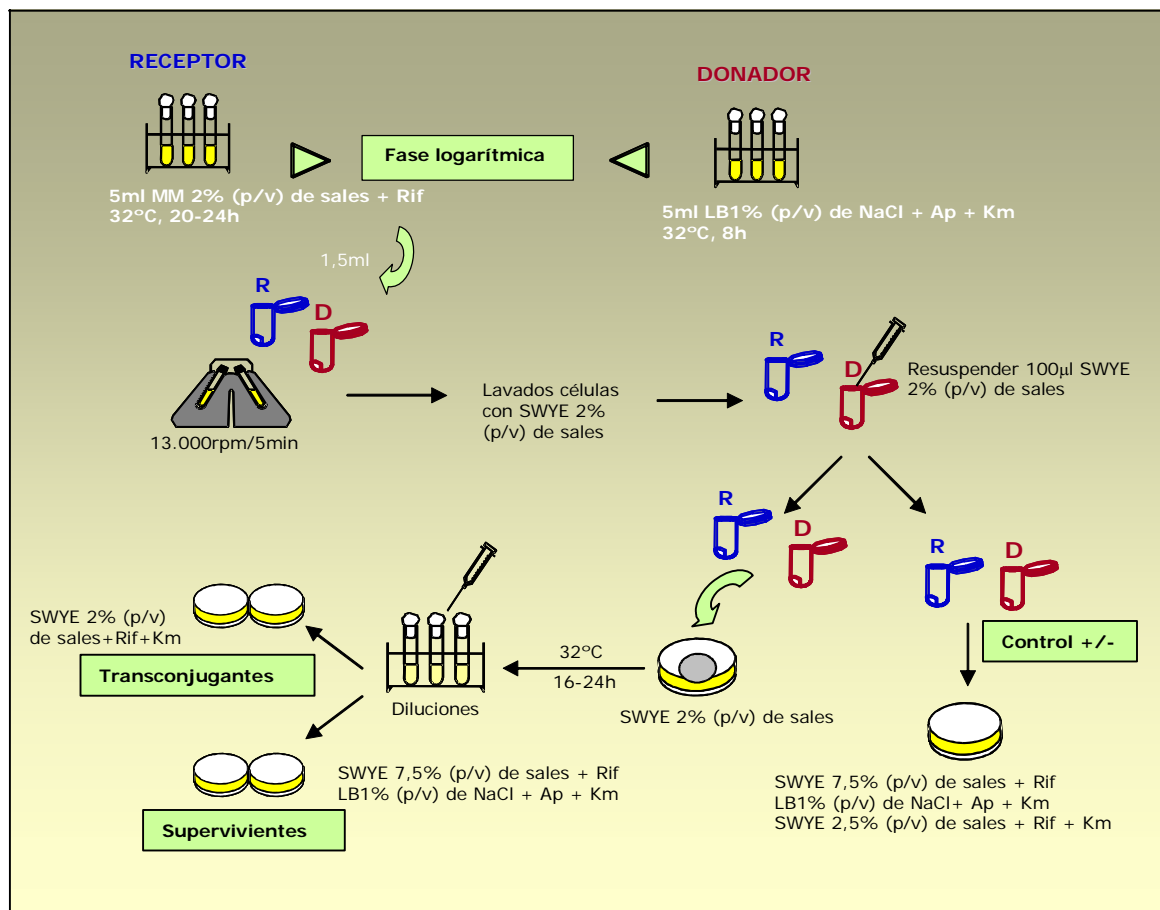 RECEPTOR
DONADOR
Fase logarítmica
5ml MM 2% (p/v) de sales + Rif
32ºC, 20-24h
5ml LB1% (p/v) de NaCl + Ap + Km
32ºC, 8h
1,5ml
R
D
13.000rpm/5min
Lavados células
con SWYE 2%
(p/v) de sales
R
D
Resuspender 100µl SWYE
2% (p/v) de sales
R
D
R
D
Control +/-
SWYE 7,5% (p/v) de sales + Rif
LB1% (p/v) de NaCl+ Ap + Km
SWYE 2,5% (p/v) de sales + Rif + Km
SWYE 2% (p/v) de sales
32ºC
16-24h
Diluciones
SWYE 2% (p/v)
de sales+Rif+Km
Transconjugantes
SWYE 7,5% (p/v) de sales + Rif
LB1% (p/v) de NaCl + Ap + Km
Supervivientes